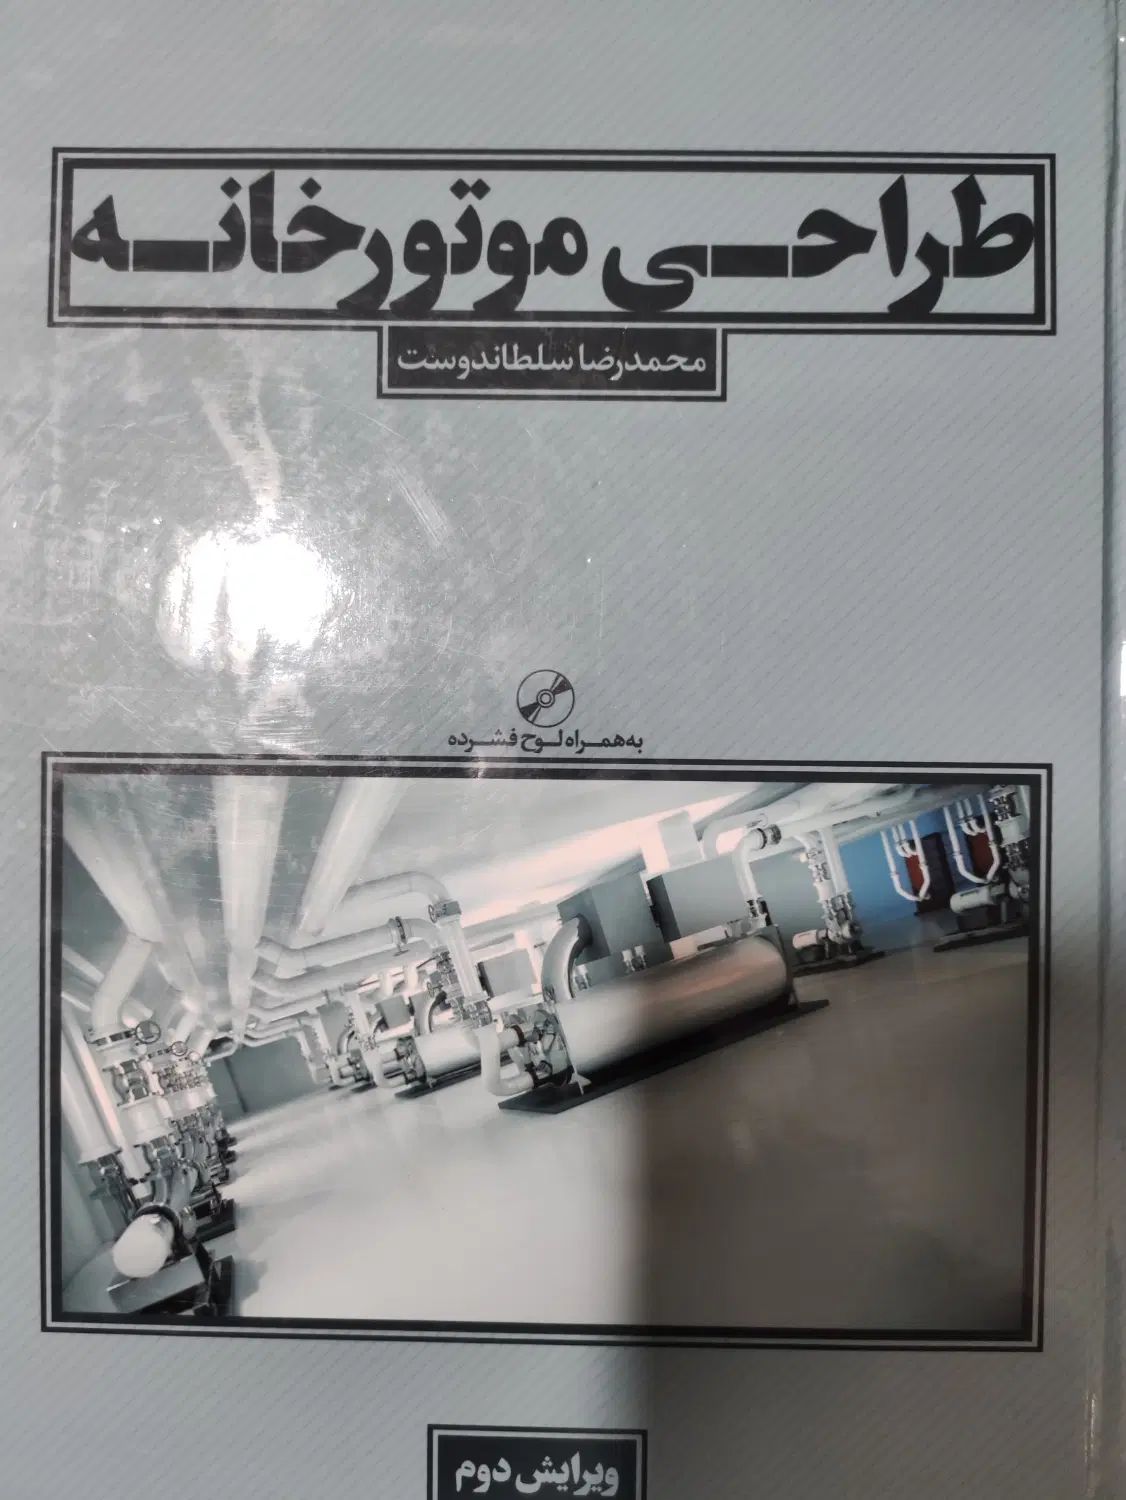 طراحی موتورخانه
محمدرضا سلطاندوست
به‌همراه لوح فشرده
ویرایش دوم